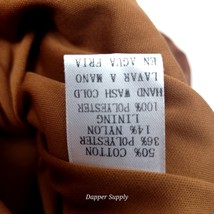 50% COTTON
36% POLYESTER
14% NYLON
LINING
100% POLYESTER
HAND WASH COLD
LAVAR A MANO
EN AGUA FRIA
Dapper Supply